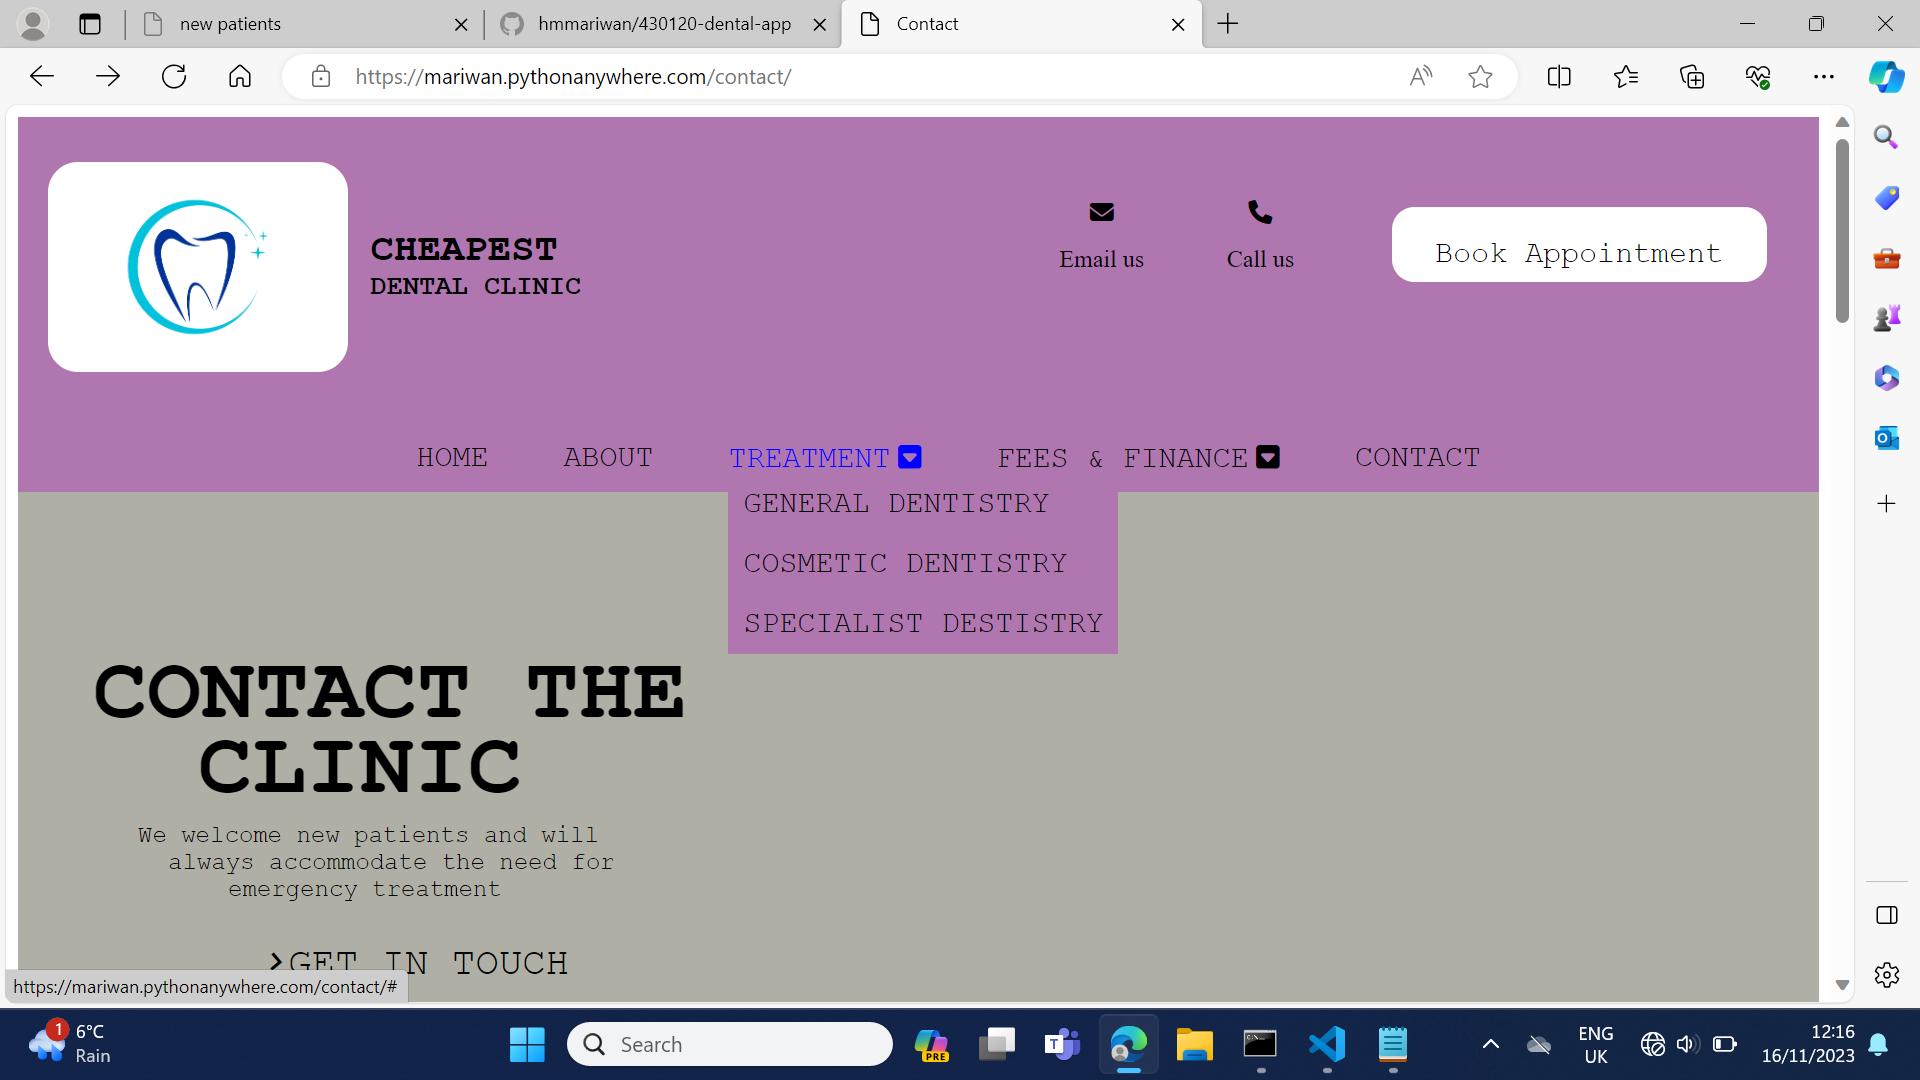 new patients
hmmariwan/430120-dental-app
Contact
https://mariwan.pythonanywhere.com/contact/
CHEAPEST
DENTAL CLINIC
Email us
Call us
Book Appointment
HOME
ABOUT
TREATMENT
FEES & FINANCE
CONTACT
GENERAL DENTISTRY
COSMETIC DENTISTRY
SPECIALIST DESTISTRY
CONTACT THE
CLINIC
We welcome new patients and will
always accommodate the need for
emergency treatment
GET IN TOUCH
https://mariwan.pythonanywhere.com/contact/#
1
6°C
Rain
Search
PRE
ENG
UK
12:16
16/11/2023